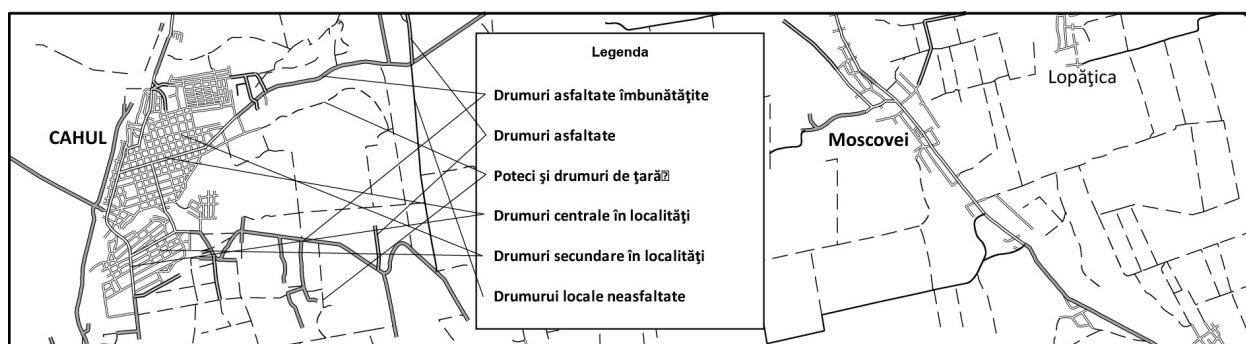 Legenda
CAHUL
Drumuri asfaltate îmbunătăţite
Drumuri asfaltate
Poteci şi drumuri de ţară
Drumuri centrale în localităţi
Drumuri secundare în localităţi
Drumurui locale neasfaltate
Lopăţica
Moscovei